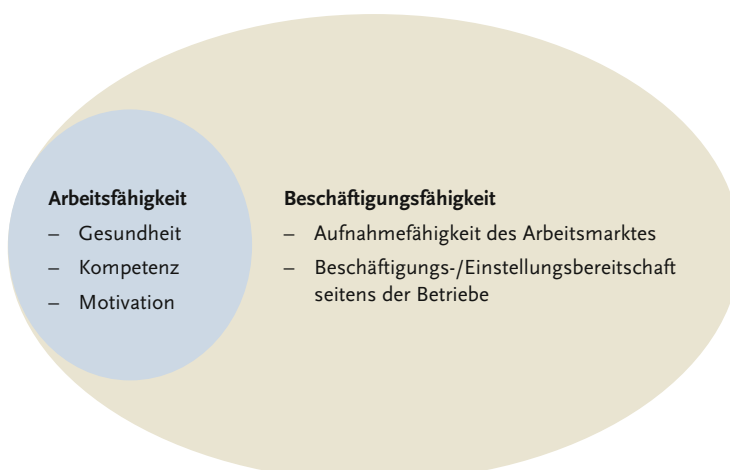 Arbeitsfähigkeit
– Gesundheit
– Kompetenz
– Motivation
Beschäftigungsfähigkeit
– Aufnahmefähigkeit des Arbeitsmarktes
– Beschäftigungs-/Einstellungsbereitschaft
seitens der Betriebe